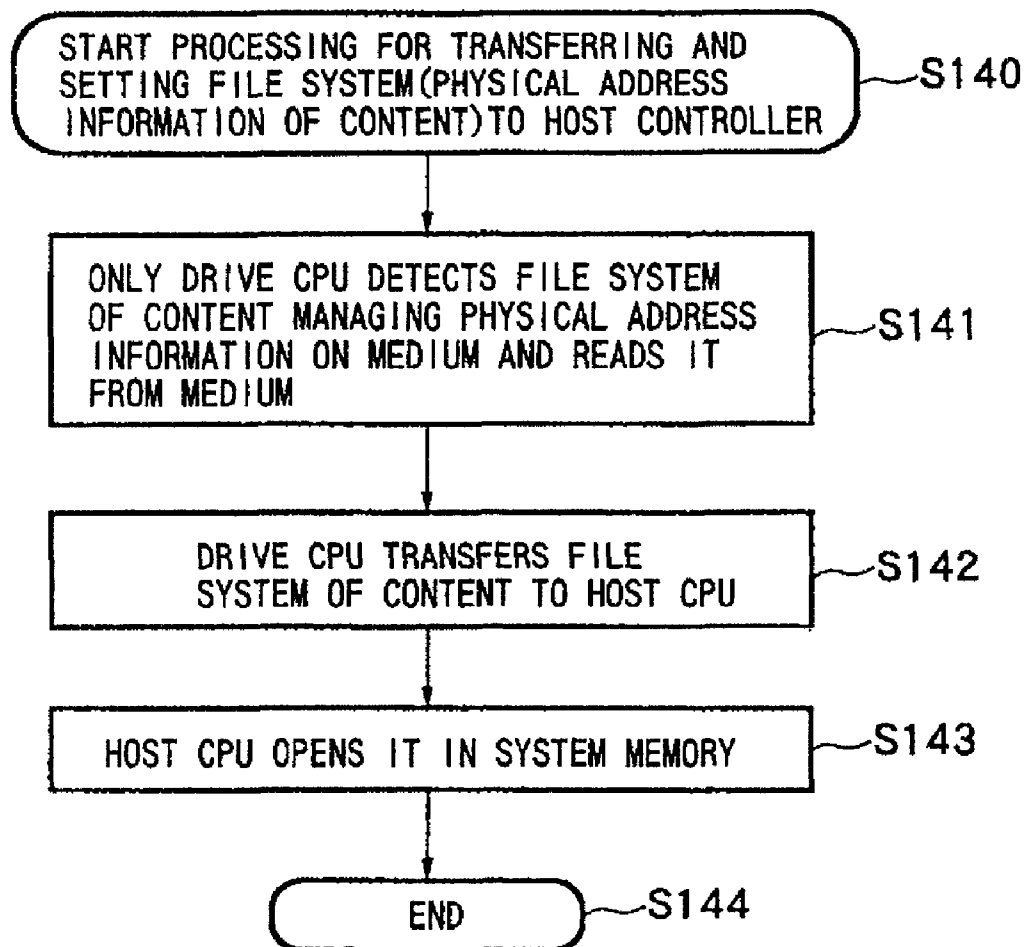 START PROCESSING FOR TRANSFERRING AND
SETTING FILE SYSTEM(PHYSICAL ADDRESS
INFORMATION OF CONTENT)TO HOST CONTROLLER
S140
ONLY DRIVE CPU DETECTS FILE SYSTEM
OF CONTENT MANAGING PHYSICAL ADDRESS
INFORMATION ON MEDIUM AND READS IT
FROM MEDIUM
S141
DRIVE CPU TRANSFERS FILE
SYSTEM OF CONTENT TO HOST CPU
S142
HOST CPU OPENS IT IN SYSTEM MEMORY
S143
END
S144